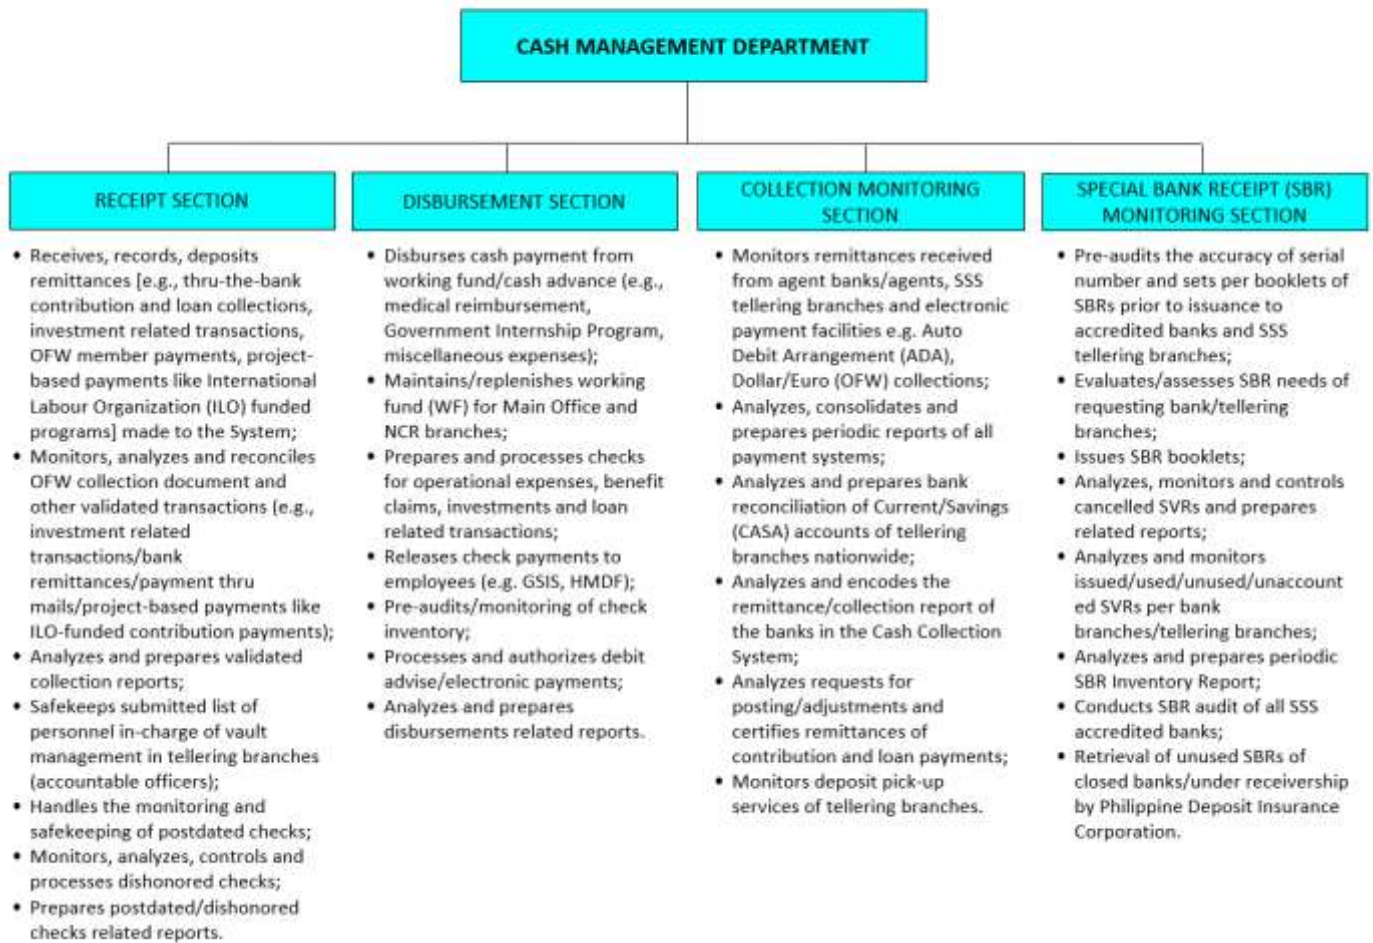 CASH MANAGEMENT DEPARTMENT
RECEIPT SECTION
• Receives, records, deposits
remittances [e.g., thru-the-bank
contribution and loan collections,
investment related transactions,
OFW member payments, project-
based payments like International
Labour Organization (ILO) funded
programs] made to the System;
• Monitors, analyzes and reconciles
OFW collection document and
other validated transactions (e.g.,
investment related
transactions/bank
remittances/payment thru
mails/project-based payments like
ILO-funded contribution payments);
• Analyzes and prepares validated
collection reports;
• Safekeeps submitted list of
personnel in-charge of vault
management in tellering branches
(accountable officers);
• Handles the monitoring and
safekeeping of postdated checks;
• Monitors, analyzes, controls and
processes dishonored checks;
• Prepares postdated/dishonored
checks related reports.
DISBURSEMENT SECTION
• Disburses cash payment from
working fund/cash advance (e.g.,
medical reimbursement,
Government Internship Program,
miscellaneous expenses);
• Maintains/replenishes working
fund (WF) for Main Office and
NCR branches;
• Prepares and processes checks
for operational expenses, benefit
claims, investments and loan
related transactions;
• Releases check payments to
employees (e.g. GSIS, HMDF);
• Pre-audits/monitoring of check
inventory;
• Processes and authorizes debit
advise/electronic payments;
• Analyzes and prepares
disbursements related reports.
COLLECTION MONITORING
SECTION
• Monitors remittances received
from agent banks/agents, SSS
tellering branches and electronic
payment facilities e.g. Auto
Debit Arrangement (ADA),
Dollar/Euro (OFW) collections;
• Analyzes, consolidates and
prepares periodic reports of all
payment systems;
• Analyzes and prepares bank
reconciliation of Current/Savings
(CASA) accounts of tellering
branches nationwide;
• Analyzes and encodes the
remittance/collection report of
the banks in the Cash Collection
System;
• Analyzes requests for
posting/adjustments and
certifies remittances of
contribution and loan payments;
• Monitors deposit pick-up
services of tellering branches.
SPECIAL BANK RECEIPT (SBR)
MONITORING SECTION
• Pre-audits the accuracy of serial
number and sets per booklets of
SBRs prior to issuance to
accredited banks and SSS
tellering branches;
• Evaluates/assesses SBR needs of
requesting bank/tellering
branches;
• Issues SBR booklets;
• Analyzes, monitors and controls
cancelled SVRs and prepares
related reports;
• Analyzes and monitors
issued/used/unused/unaccount
ed SVRs per bank
branches/tellering branches;
• Analyzes and prepares periodic
SBR Inventory Report;
• Conducts SBR audit of all SSS
accredited banks;
• Retrieval of unused SBRs of
closed banks/under receivership
by Philippine Deposit Insurance
Corporation.